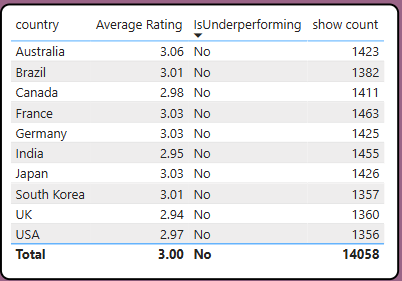 country Average Rating IsUnderperforming show count
Australia 3.06 No 1423
Brazil 3.01 No 1382
Canada 2.98 No 1411
France 3.03 No 1463
Germany 3.03 No 1425
India 2.95 No 1455
Japan 3.03 No 1426
South Korea 3.01 No 1357
UK 2.94 No 1360
USA 2.97 No 1356
Total 3.00 No 14058